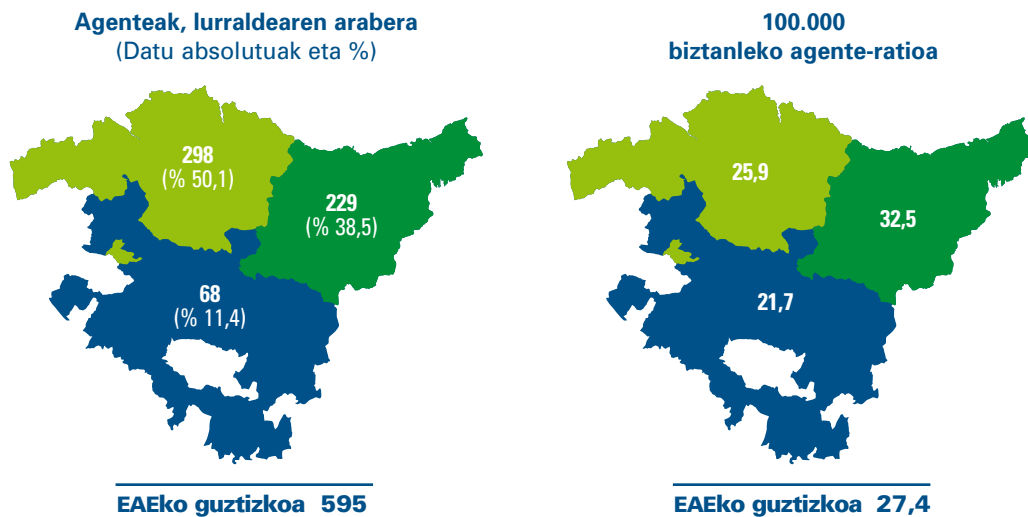 Agenteak, lurraldearen arabera
(Datu absolutuak eta %)
298
(% 50,1)
229
(% 38,5)
68
(% 11,4)
EAEko guztizkoa 595
100.000
biztanleko agente-ratioa
25,9
32,5
21,7
EAEko guztizkoa 27,4